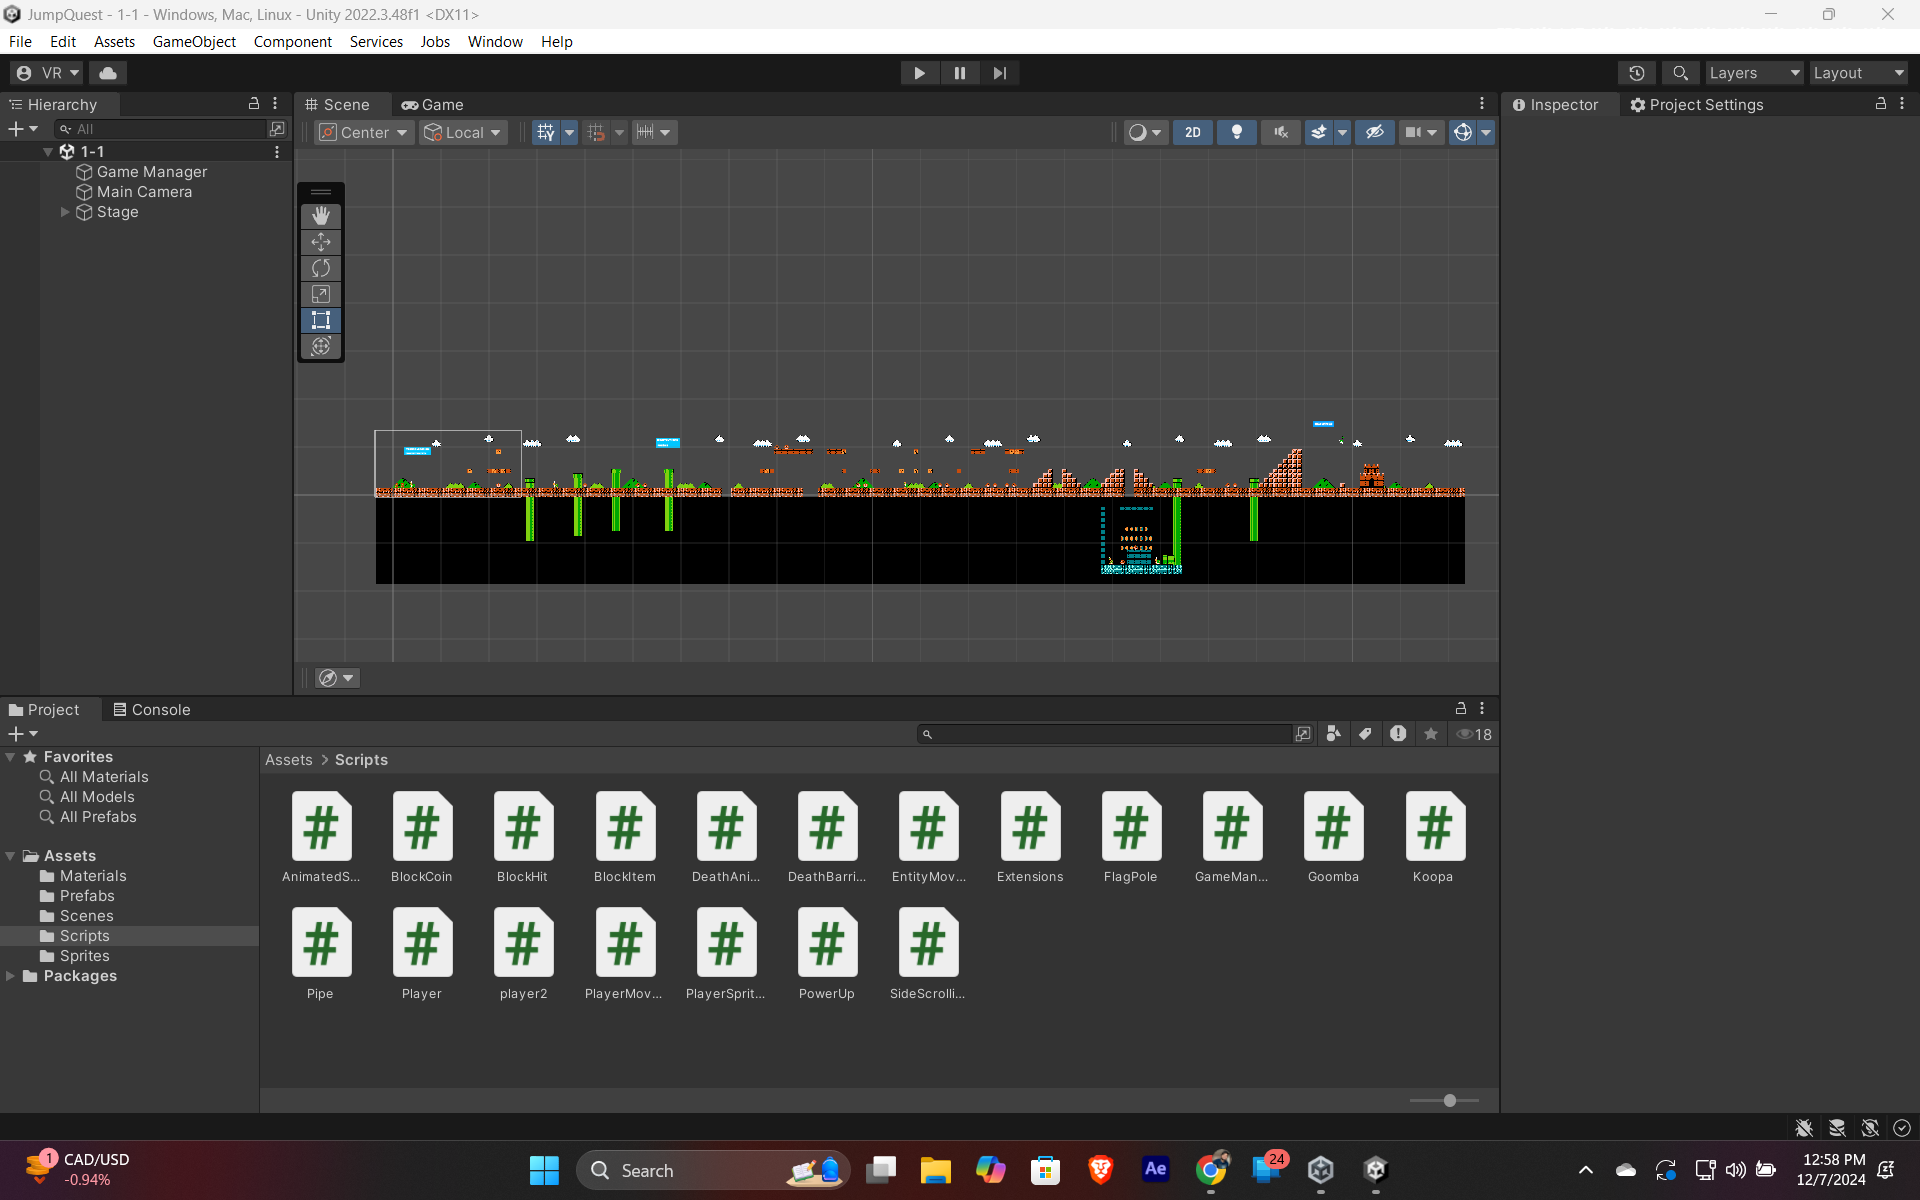 JumpQuest - 1-1 - Windows, Mac, Linux - Unity 2022.3.48f1 <DX11>
File Edit Assets GameObject Component Services Jobs Window Help
VR
Layers
Layout
Hierarchy
All
1-1
Game Manager
Main Camera
Stage
Scene
Game
Center
Local
2D
Inspector
Project Settings
Project
Console
18
Favorites
All Materials
All Models
All Prefabs
Assets
Materials
Prefabs
Scenes
Scripts
Sprites
Packages
Assets > Scripts
AnimatedS...
BlockCoin
BlockHit
BlockItem
DeathAni...
DeathBarri...
EntityMov...
Extensions
FlagPole
GameMan...
Goomba
Koopa
Pipe
Player
player2
PlayerMov...
PlayerSprit...
PowerUp
SideScrolli...
1
CAD/USD
-0.94%
Search
Ae
24
12:58 PM
12/7/2024